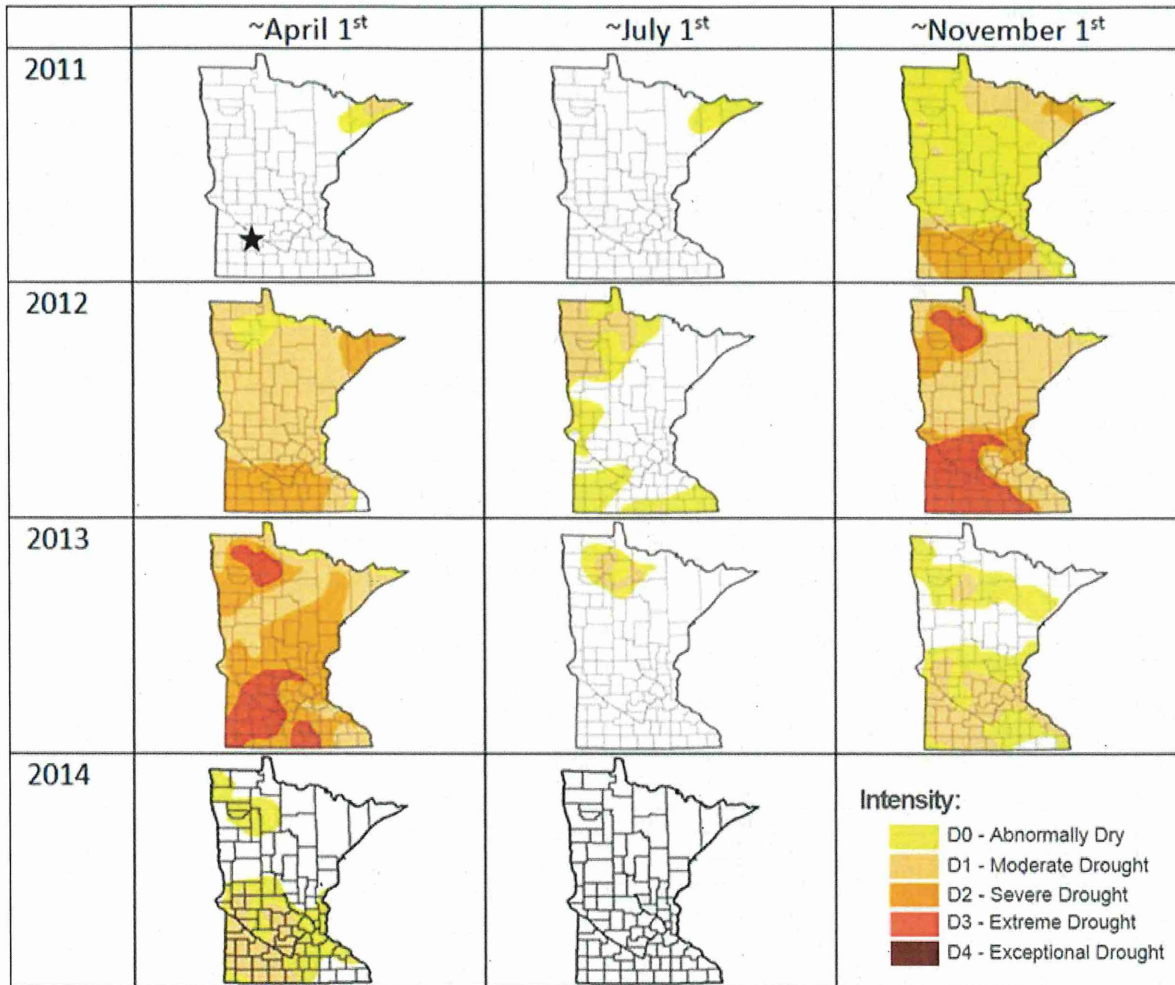 ~April 1st
~July 1st
~November 1st
2011
2012
2013
2014
Intensity:
D0 - Abnormally Dry
D1 - Moderate Drought
D2 - Severe Drought
D3 - Extreme Drought
D4 - Exceptional Drought